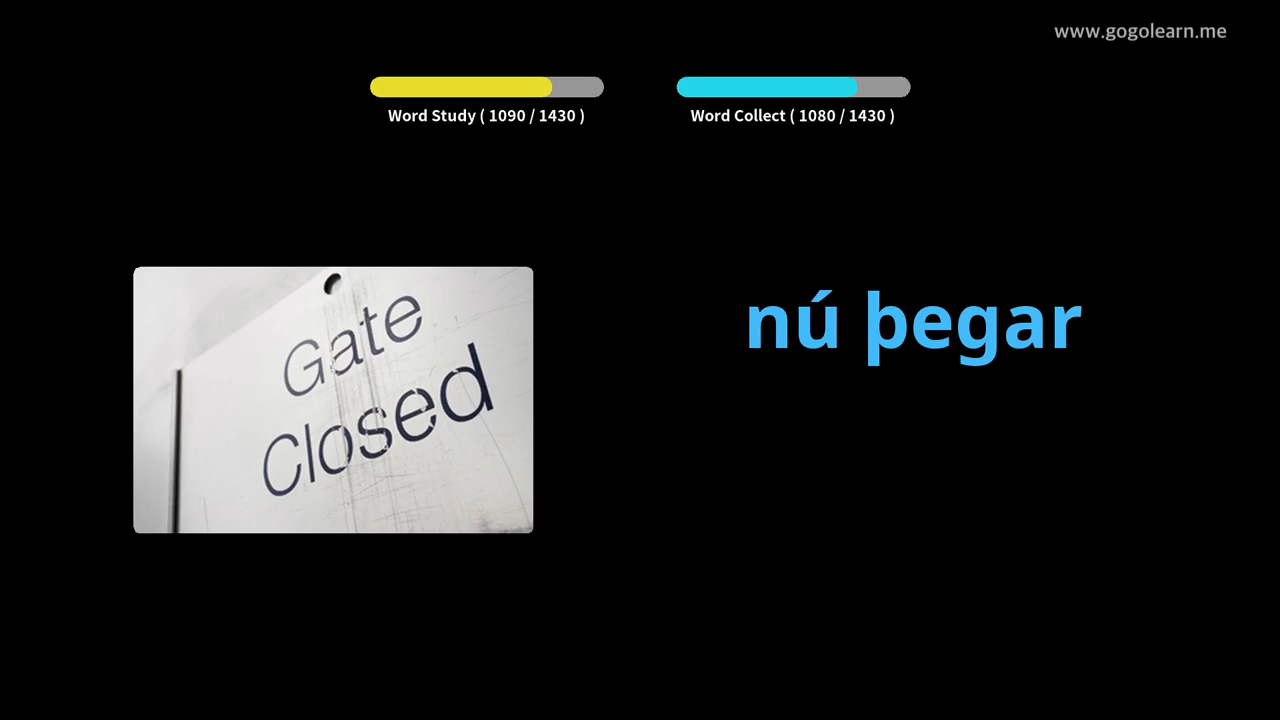 www.gogolearn.me
Word Study ( 1090 / 1430 )
Word Collect ( 1080 / 1430 )
Gate
Closed
nú þegar